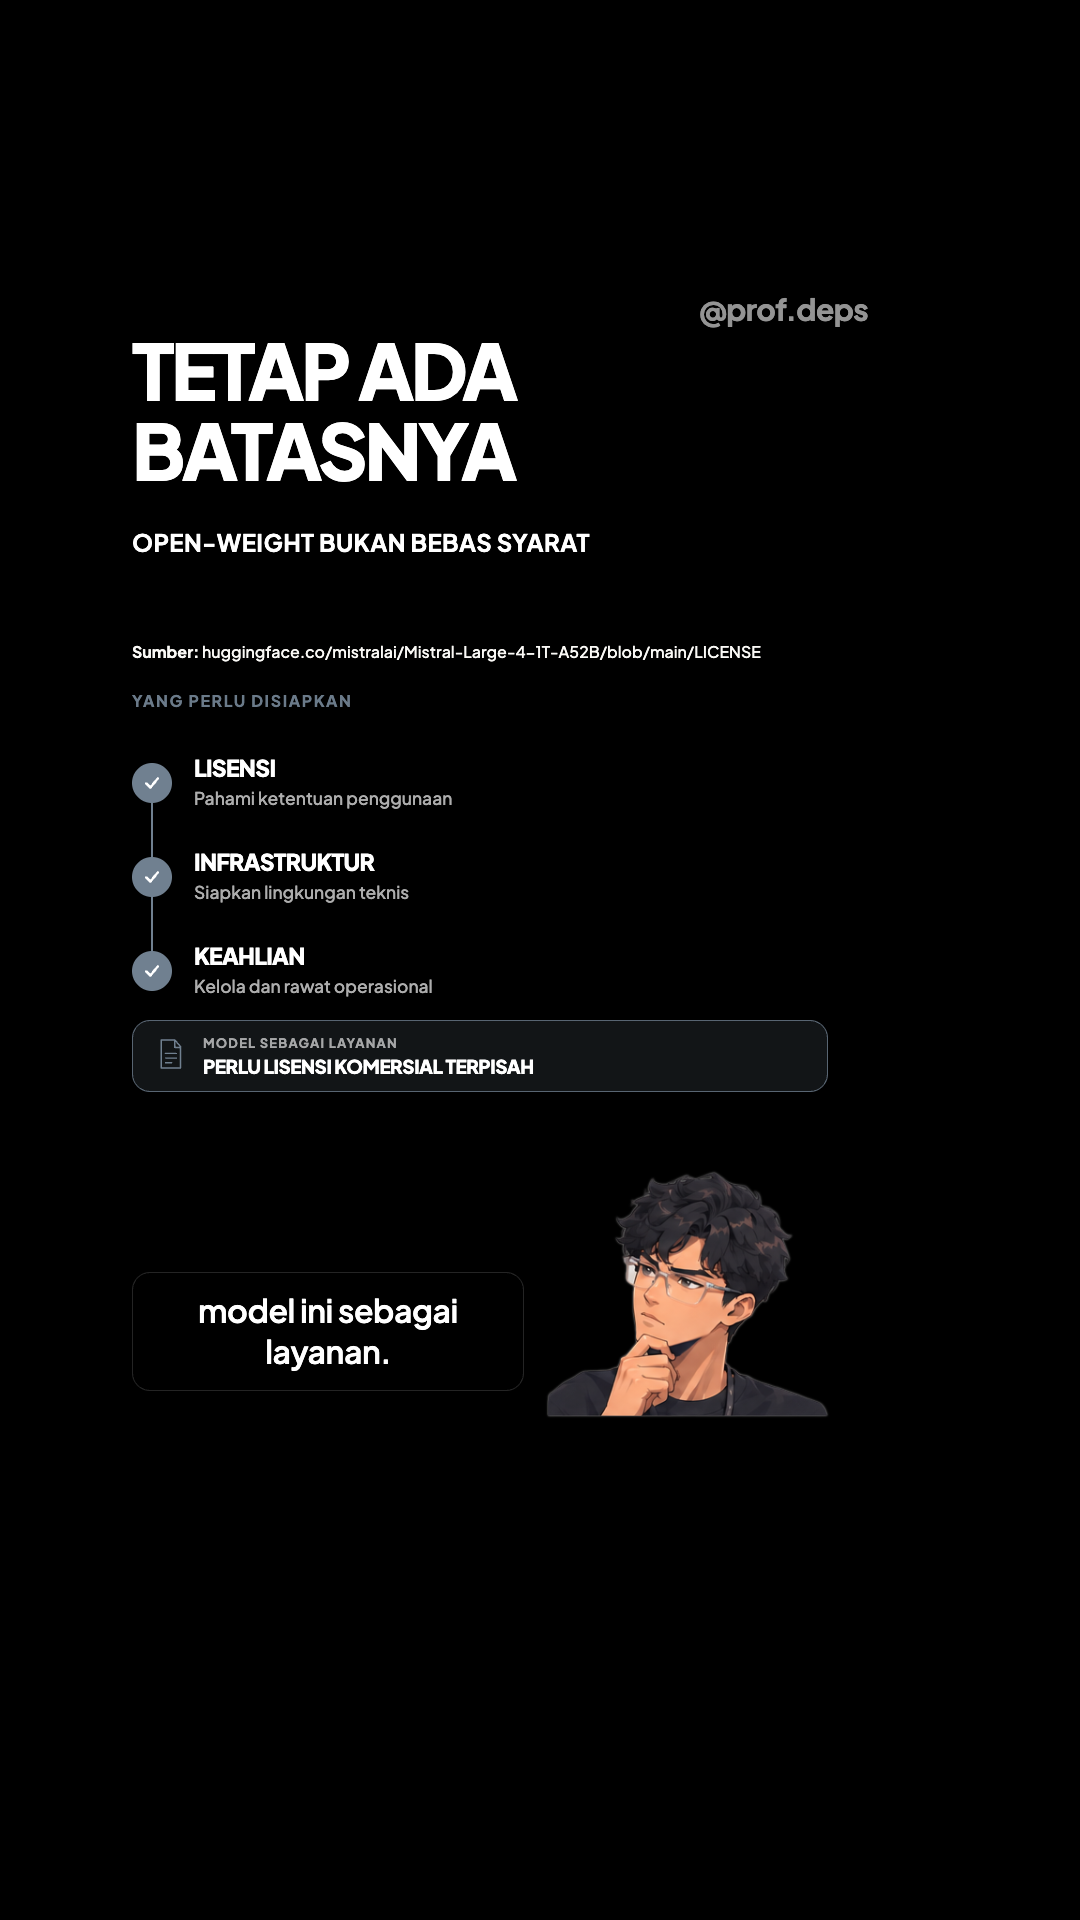 @prof.deps
TETAP ADA
BATASNYA
OPEN-WEIGHT BUKAN BEBAS SYARAT
Sumber: huggingface.co/mistralai/Mistral-Large-4-1T-A52B/blob/main/LICENSE
YANG PERLU DISIAPKAN
LISENSI
Pahami ketentuan penggunaan
INFRASTRUKTUR
Siapkan lingkungan teknis
KEAHLIAN
Kelola dan rawat operasional
MODEL SEBAGAI LAYANAN
PERLU LISENSI KOMERSIAL TERPISAH
model ini sebagai
layanan.